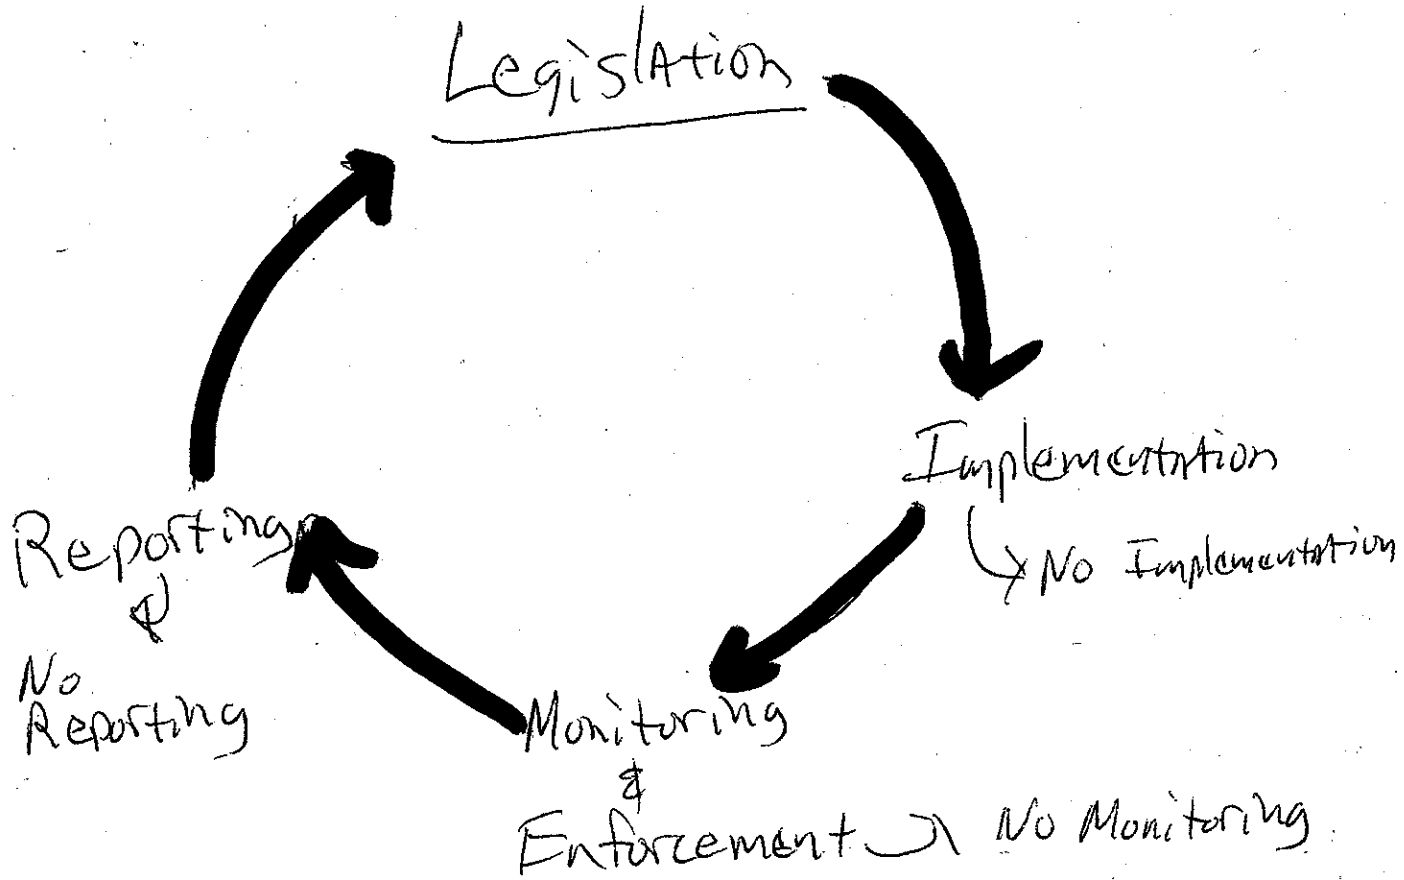 Legislation
Implementation
No Implementation
Monitoring
&
Enforcement
No Monitoring
Reporting
No
Reporting